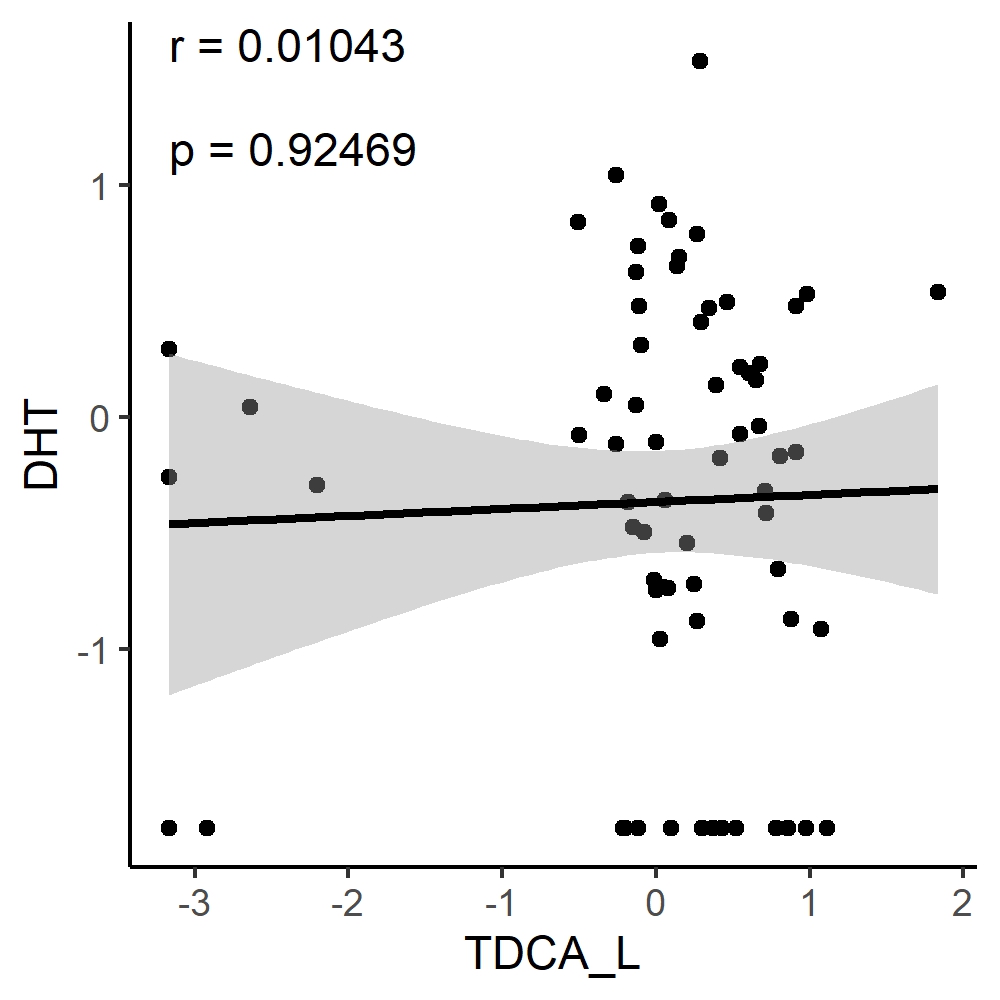 r = 0.01043
p = 0.92469
1
0
-1
DHT
-3 -2 -1 0 1 2
TDCA_L